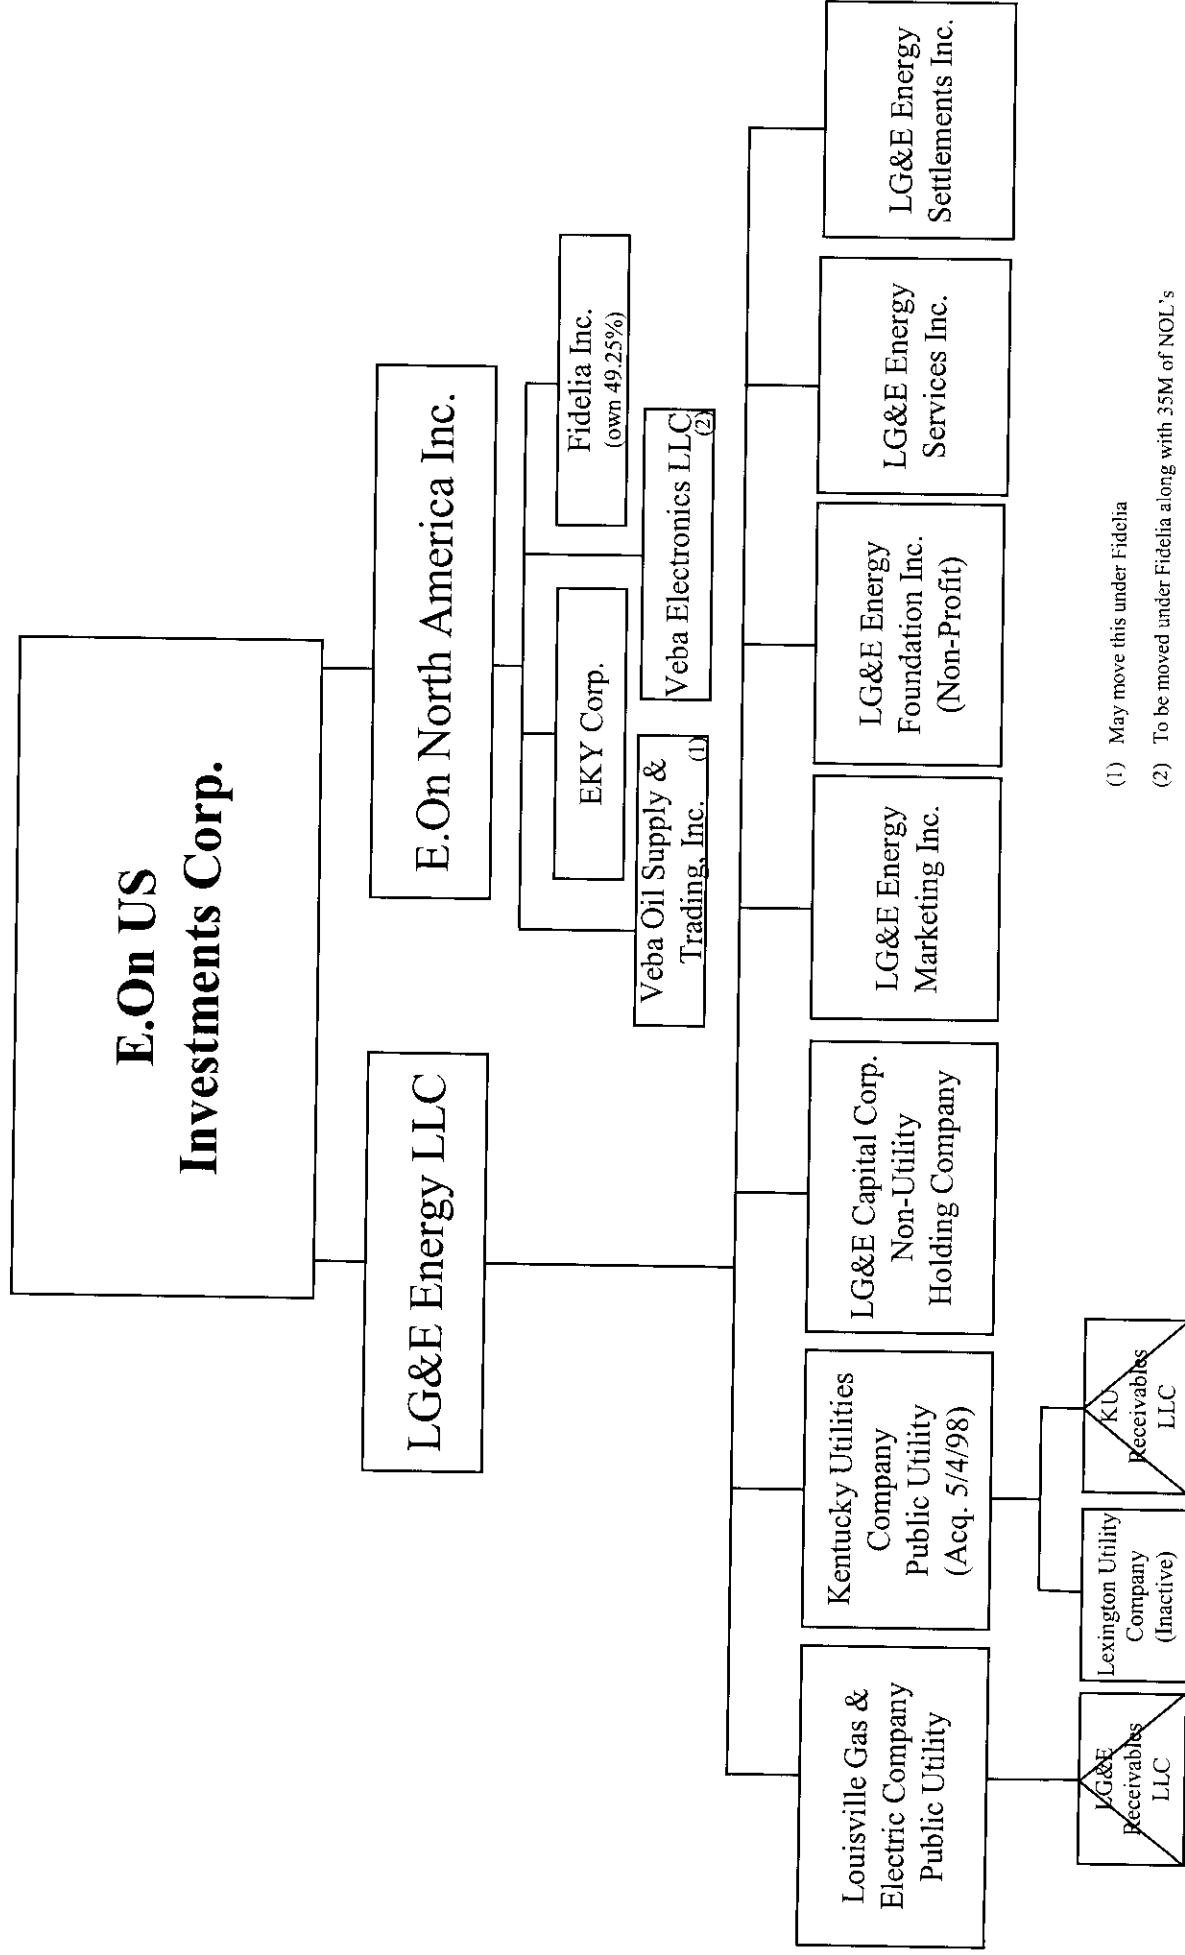 E.On US
Investments Corp.
LG&E Energy LLC
E.On North America Inc.
EKY Corp.
Fidelia Inc.
(own 49.25%)
Veba Oil Supply &
Trading, Inc.
(1)
Veba Electronics LLC
(2)
Louisville Gas &
Electric Company
Public Utility
Kentucky Utilities
Company
Public Utility
(Acq. 5/4/98)
LG&E Capital Corp.
Non-Utility
Holding Company
LG&E Energy
Marketing Inc.
LG&E Energy
Foundation Inc.
(Non-Profit)
LG&E Energy
Services Inc.
LG&E Energy
Settlements Inc.
LG&E
Receivables
LLC
Lexington Utility
Company
(Inactive)
KU
Receivables
LLC
(1) May move this under Fidelia
(2) To be moved under Fidelia along with 35M of NOL's